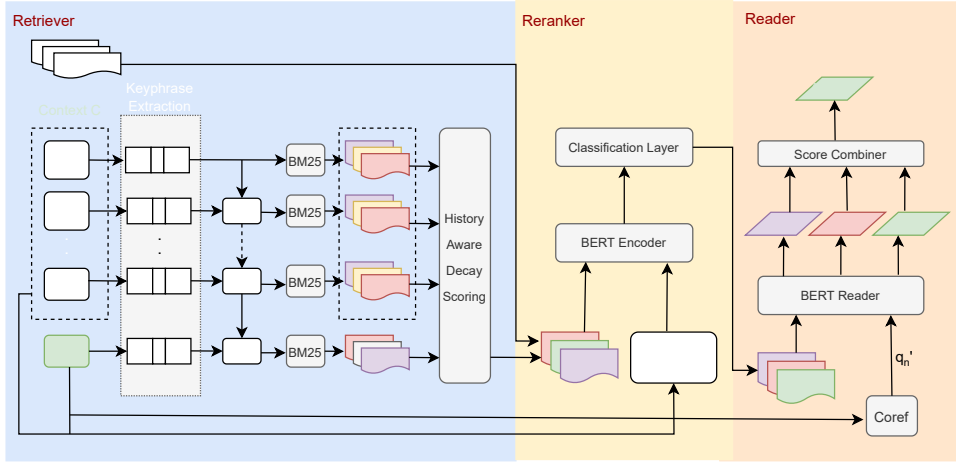 Retriever
Reranker
Reader
Keyphrase
Extraction
Context C
BM25
BM25
BM25
BM25
History
Aware
Decay
Scoring
Classification Layer
BERT Encoder
Score Combiner
BERT Reader
qn'
Coref